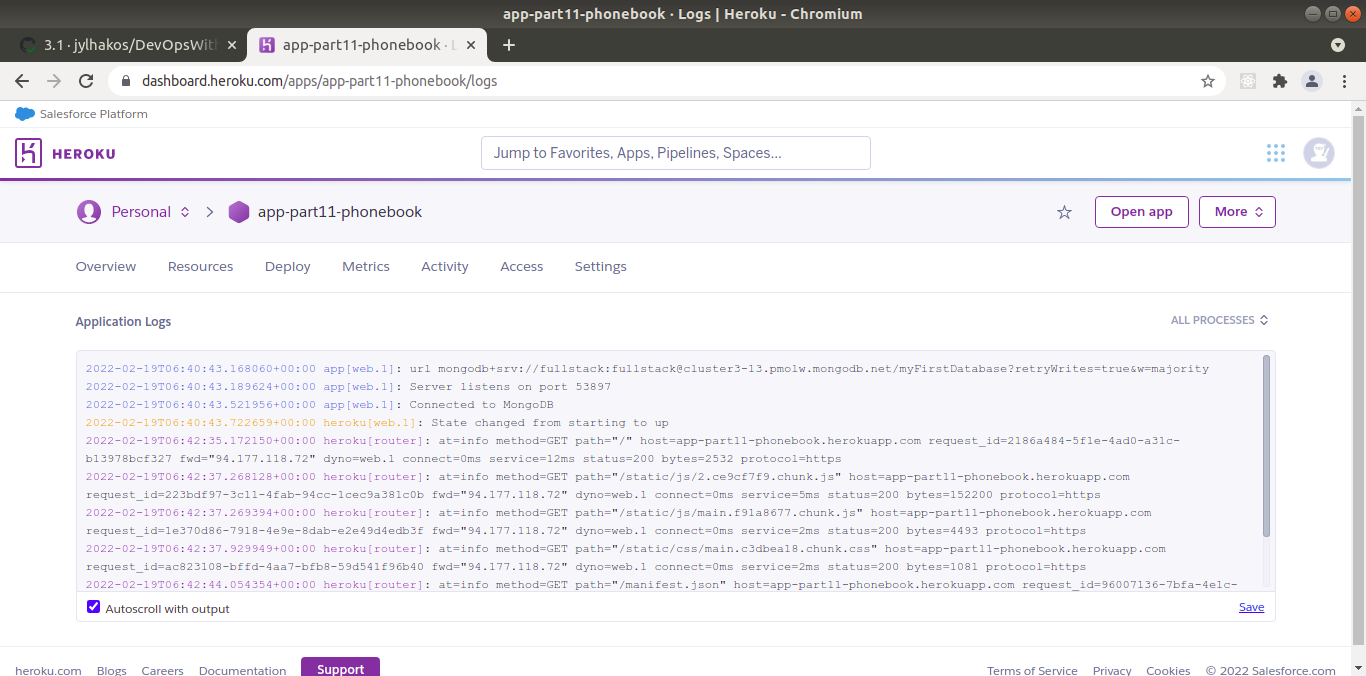 app-part11-phonebook · Logs | Heroku - Chromium
3.1 · jylhakos/DevOpsWith
app-part11-phonebook · L
dashboard.heroku.com/apps/app-part11-phonebook/logs
Salesforce Platform
HEROKU
Jump to Favorites, Apps, Pipelines, Spaces...
Personal
app-part11-phonebook
Open app
More
Overview Resources Deploy Metrics Activity Access Settings
Application Logs
ALL PROCESSES
2022-02-19T06:40:43.168060+00:00 app[web.1]: url mongodb+srv://fullstack:fullstack@cluster3-13.pmolw.mongodb.net/myFirstDatabase?retryWrites=true&w=majority
2022-02-19T06:40:43.189624+00:00 app[web.1]: Server listens on port 53897
2022-02-19T06:40:43.521956+00:00 app[web.1]: Connected to MongoDB
2022-02-19T06:40:43.722659+00:00 heroku[web.1]: State changed from starting to up
2022-02-19T06:42:35.172150+00:00 heroku[router]: at=info method=GET path="/" host=app-part11-phonebook.herokuapp.com request_id=2186a484-5f1e-4ad0-a31c-
b13978bcf327 fwd="94.177.118.72" dyno=web.1 connect=0ms service=12ms status=200 bytes=2532 protocol=https
2022-02-19T06:42:37.268128+00:00 heroku[router]: at=info method=GET path="/static/js/2.ce9cf7f9.chunk.js" host=app-part11-phonebook.herokuapp.com
request_id=223bdf97-3c11-4fab-94cc-1cec9a381c0b fwd="94.177.118.72" dyno=web.1 connect=0ms service=5ms status=200 bytes=152200 protocol=https
2022-02-19T06:42:37.269394+00:00 heroku[router]: at=info method=GET path="/static/js/main.f91a8677.chunk.js" host=app-part11-phonebook.herokuapp.com
request_id=1e370d86-7918-4e9e-8dab-e2e49d4edb3f fwd="94.177.118.72" dyno=web.1 connect=0ms service=2ms status=200 bytes=4493 protocol=https
2022-02-19T06:42:37.929949+00:00 heroku[router]: at=info method=GET path="/static/css/main.c3dbea18.chunk.css" host=app-part11-phonebook.herokuapp.com
request_id=ac823108-bffd-4aa7-bfb8-59d541f96b40 fwd="94.177.118.72" dyno=web.1 connect=0ms service=2ms status=200 bytes=1081 protocol=https
2022-02-19T06:42:44.054354+00:00 heroku[router]: at=info method=GET path="/manifest.json" host=app-part11-phonebook.herokuapp.com request_id=96007136-7bfa-4e1c-
Autoscroll with output
Save
heroku.com Blogs Careers Documentation Support Terms of Service Privacy Cookies © 2022 Salesforce.com